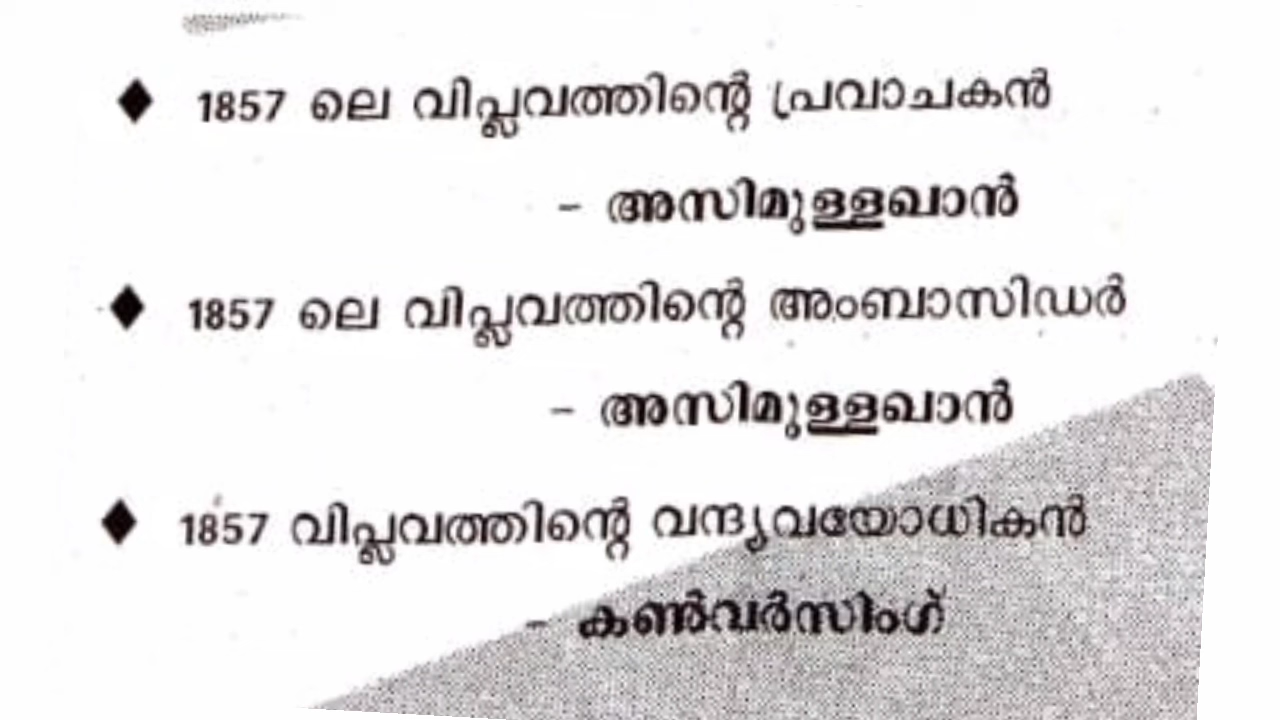 ♦ 1857 ലെ വിപ്ലവത്തിന്റെ പ്രവാചകൻ
- അസിമുള്ളഖാൻ
♦ 1857 ലെ വിപ്ലവത്തിന്റെ അംബാസിഡർ
- അസിമുള്ളഖാൻ
♦ 1857 വിപ്ലവത്തിന്റെ വന്ദ്യവയോധികൻ
- കൺവർസിംഗ്